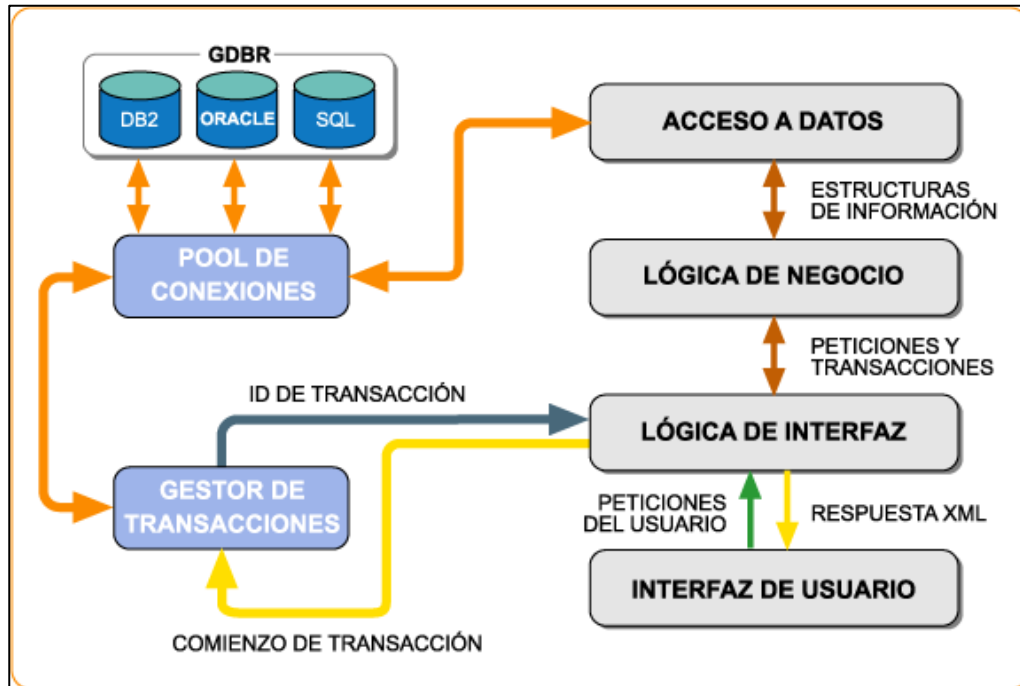 GDBR
DB2
ORACLE
SQL
ACCESO A DATOS
ESTRUCTURAS
DE INFORMACIÓN
POOL DE
CONEXIONES
LÓGICA DE NEGOCIO
PETICIONES Y
TRANSACCIONES
ID DE TRANSACCIÓN
LÓGICA DE INTERFAZ
GESTOR DE
TRANSACCIONES
PETICIONES
DEL USUARIO
RESPUESTA XML
INTERFAZ DE USUARIO
COMIENZO DE TRANSACCIÓN